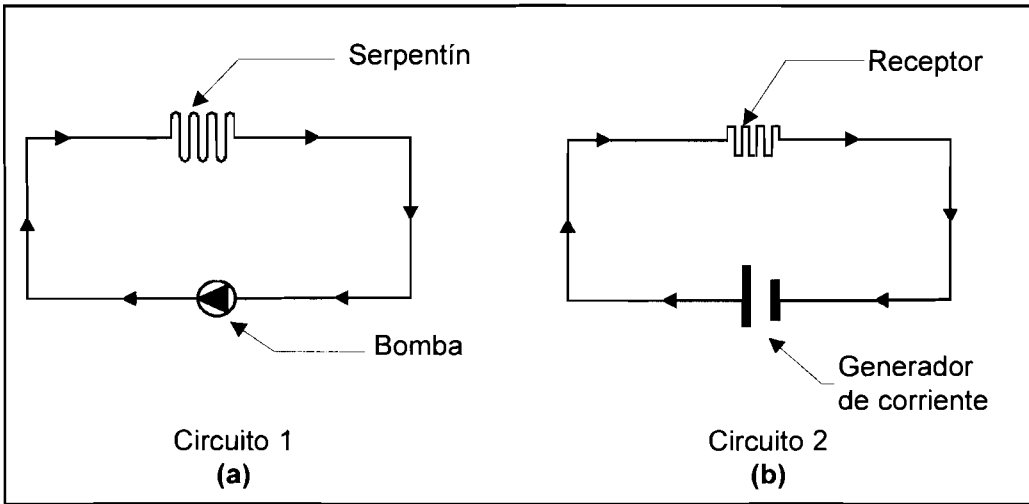 Serpentín
Bomba
Circuito 1
(a)
Receptor
Generador
de corriente
Circuito 2
(b)